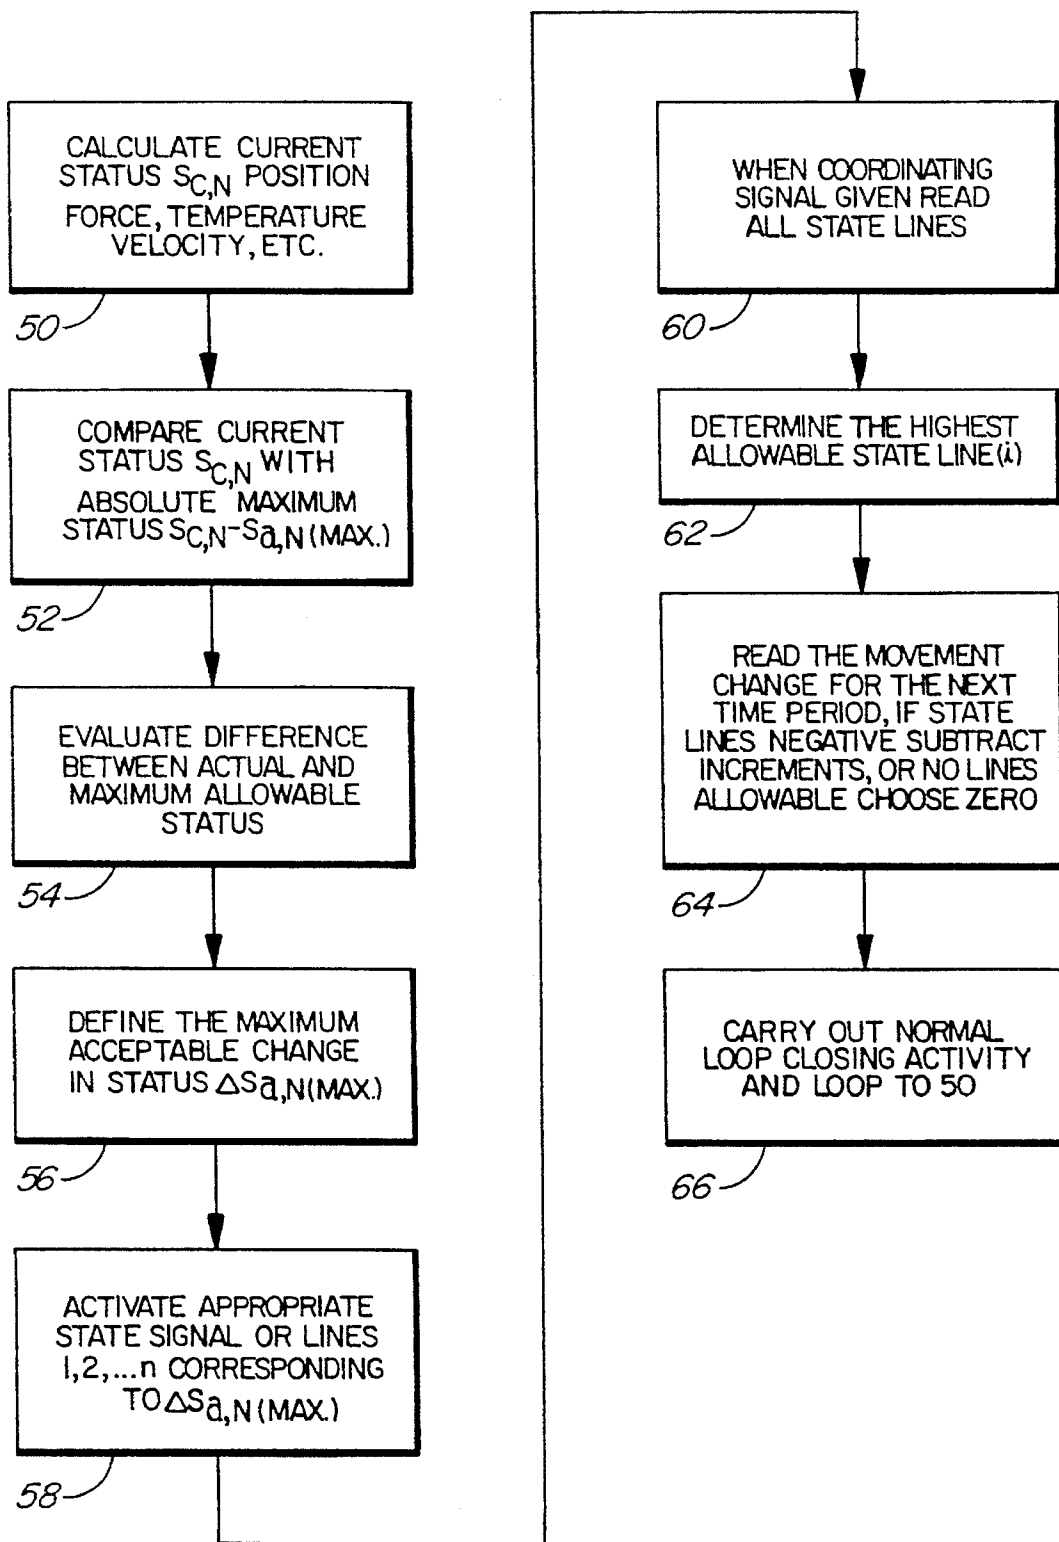 CALCULATE CURRENT
STATUS SC,N POSITION
FORCE, TEMPERATURE
VELOCITY, ETC.
50
COMPARE CURRENT
STATUS SC,N WITH
ABSOLUTE MAXIMUM
STATUS SC,N-Sa,N (MAX.)
52
EVALUATE DIFFERENCE
BETWEEN ACTUAL AND
MAXIMUM ALLOWABLE
STATUS
54
DEFINE THE MAXIMUM
ACCEPTABLE CHANGE
IN STATUS ΔSa,N(MAX.)
56
ACTIVATE APPROPRIATE
STATE SIGNAL OR LINES
1,2,...n CORRESPONDING
TO ΔSa,N (MAX.)
58
WHEN COORDINATING
SIGNAL GIVEN READ
ALL STATE LINES
60
DETERMINE THE HIGHEST
ALLOWABLE STATE LINE(i)
62
READ THE MOVEMENT
CHANGE FOR THE NEXT
TIME PERIOD, IF STATE
LINES NEGATIVE SUBTRACT
INCREMENTS, OR NO LINES
ALLOWABLE CHOOSE ZERO
64
CARRY OUT NORMAL
LOOP CLOSING ACTIVITY
AND LOOP TO 50
66